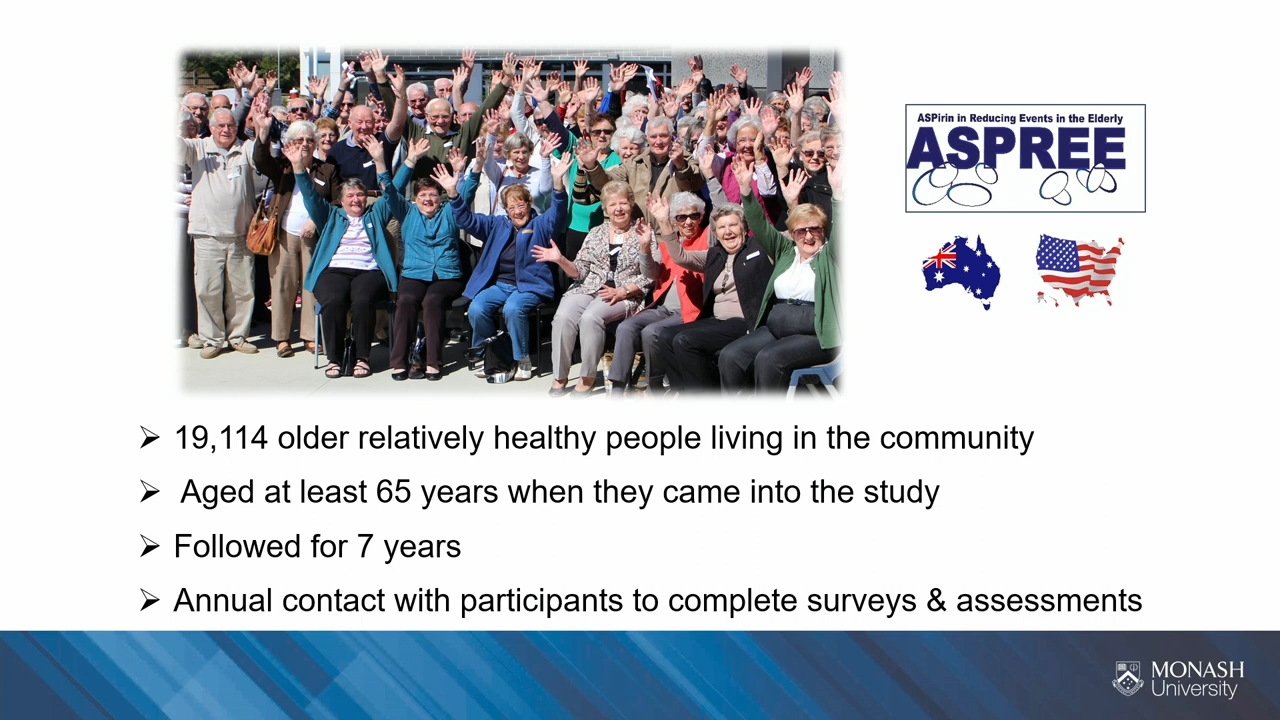 ASPirin in Reducing Events in the Elderly
ASPREE
➢ 19,114 older relatively healthy people living in the community
➢ Aged at least 65 years when they came into the study
➢ Followed for 7 years
➢ Annual contact with participants to complete surveys & assessments
MONASH
University